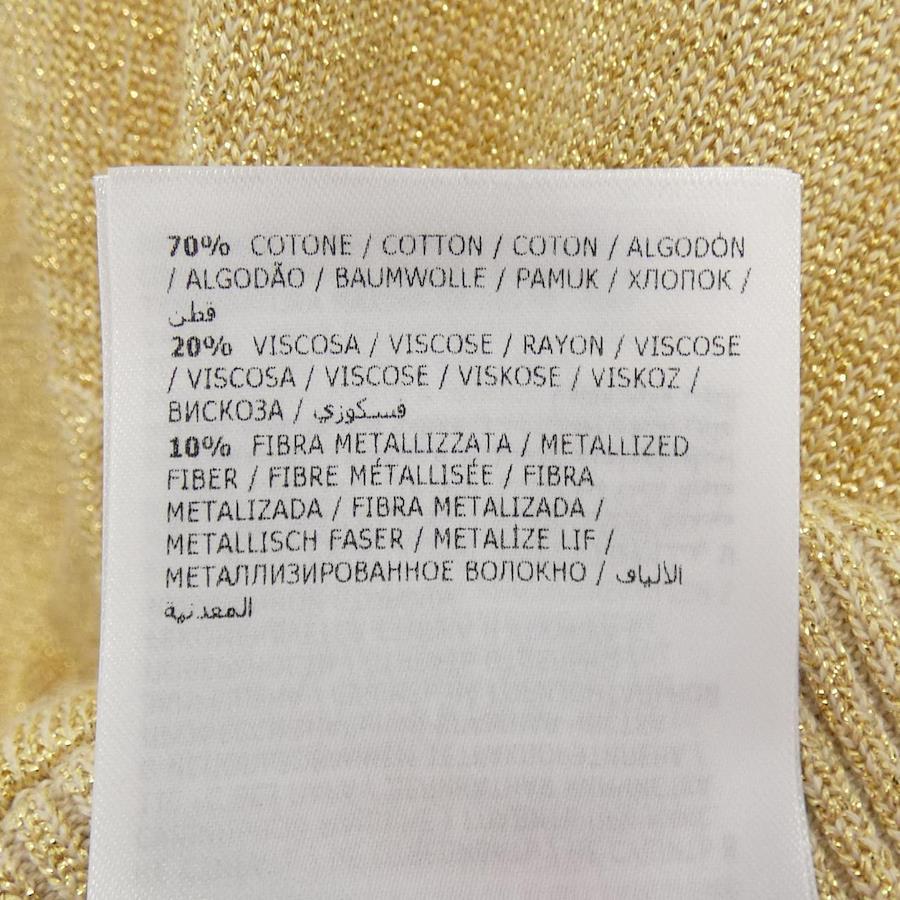 70% COTONE / COTTON / COTON / ALGODÓN
/ ALGODÃO / BAUMWOLLE / PAMUK / ХЛОПОК /
قطن
20% VISCOSA / VISCOSE / RAYON / VISCOSE
/ VISCOSA / VISCOSE / VISKOSE / VISKOZ /
ВИСКОЗА / فسكوزي
10% FIBRA METALLIZZATA / METALLIZED
FIBER / FIBRE MÉTALLISÉE / FIBRA
METALIZADA / FIBRA METALIZADA /
METALLISCH FASER / METALİZE LIF /
МЕТАЛЛИЗИРОВАННОЕ ВОЛОКНО / الألياف
المعدنية